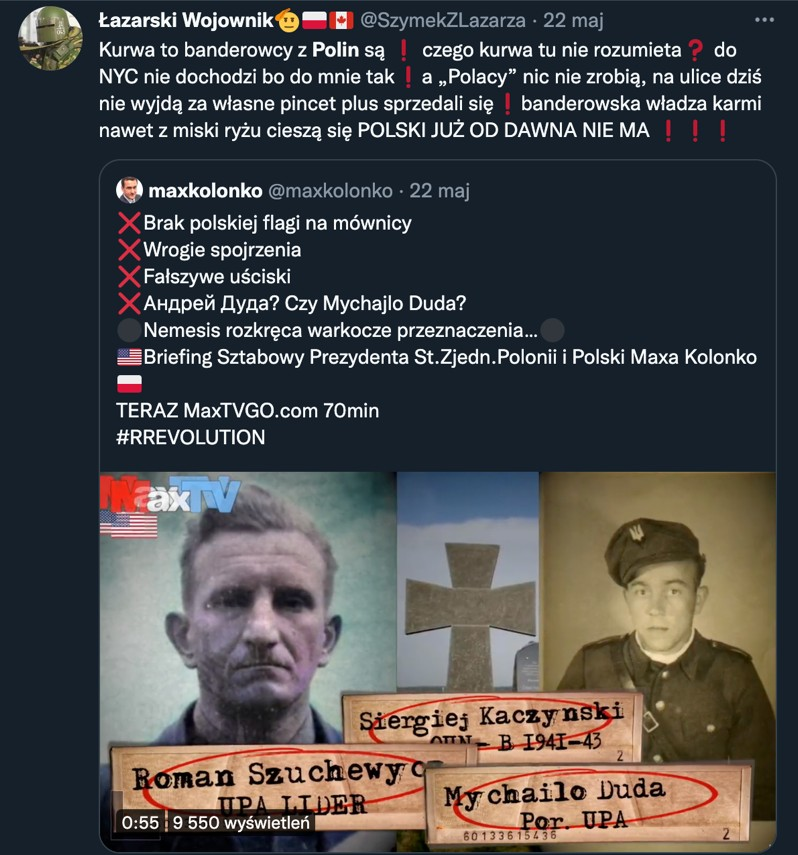 Łazarski Wojownik🫡🇵🇱🇨🇦 @SzymekZLazarza · 22 maj
Kurwa to banderowcy z Polin są ❗ czego kurwa tu nie rozumieta ❓ do
NYC nie dochodzi bo do mnie tak ❗ a „Polacy” nic nie zrobią, na ulice dziś
nie wyjdą za własne pincet plus sprzedali się ❗ banderowska władza karmi
nawet z miski ryżu cieszą się POLSKI JUŻ OD DAWNA NIE MA ❗ ❗ ❗
maxkolonko @maxkolonko · 22 maj
❌Brak polskiej flagi na mównicy
❌Wrogie spojrzenia
❌Fałszywe uściski
❌Андрей Дуда? Czy Mychajlo Duda?
⚫Nemesis rozkręca warkocze przeznaczenia...⚫
🇺🇸Briefing Sztabowy Prezydenta St.Zjedn.Polonii i Polski Maxa Kolonko
🇵🇱
TERAZ MaxTVGO.com 70min
#RREVOLUTION
MaxTV
Siergiej Kaczynski
OUN - B 1941-43
2
Roman Szuchewyc
UPA LIDER
Mychailo Duda
Por. UPA
60133615436
2
0:55 9 550 wyświetleń